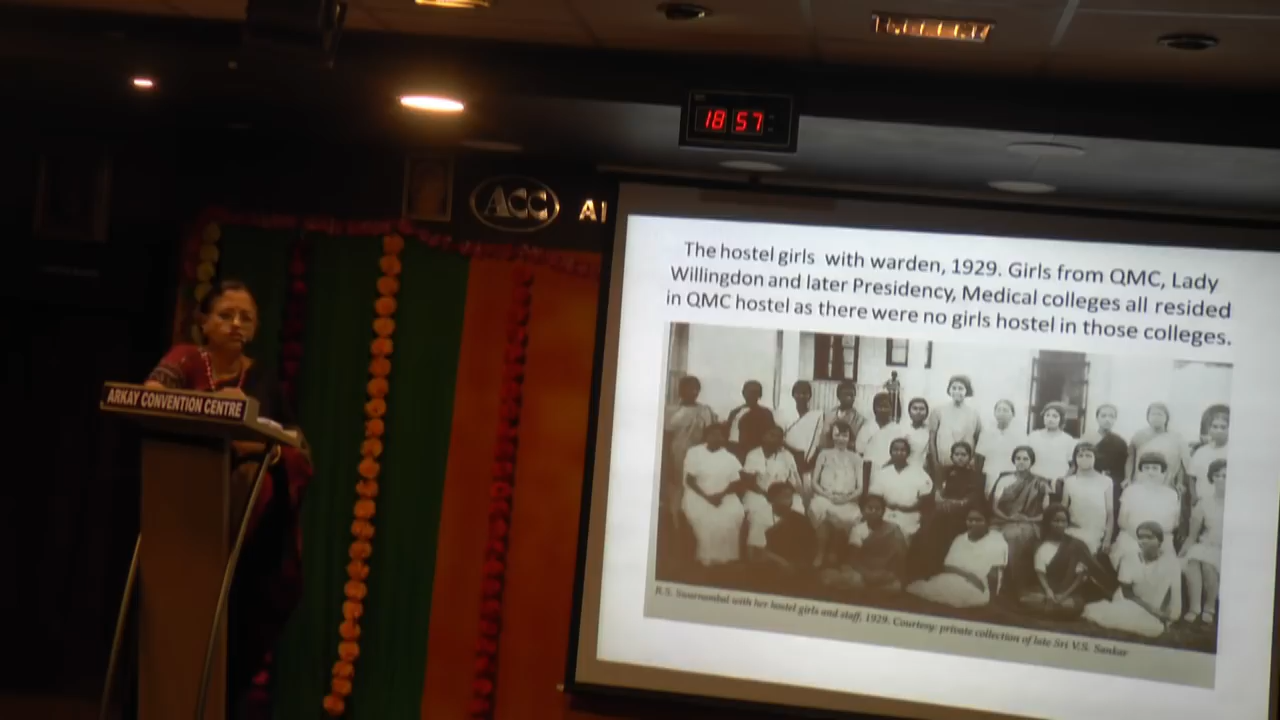 18 57
ACC
The hostel girls with warden, 1929. Girls from QMC, Lady
Willingdon and later Presidency, Medical colleges all resided
in QMC hostel as there were no girls hostel in those colleges.
ARKAY CONVENTION CENTRE
R.S. Swarnambal with her hostel girls and staff, 1929. Courtesy: private collection of late Sri V.S. Sankar